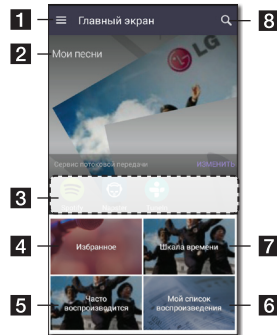 1
Главный экран
8
2
Мои песни
LG
Сервис потоковой передачи
ИЗМЕНИТЬ
3
4
Избранное
Шкала времени
7
5
Часто
воспроизводится
Мой список
воспроизведения
6